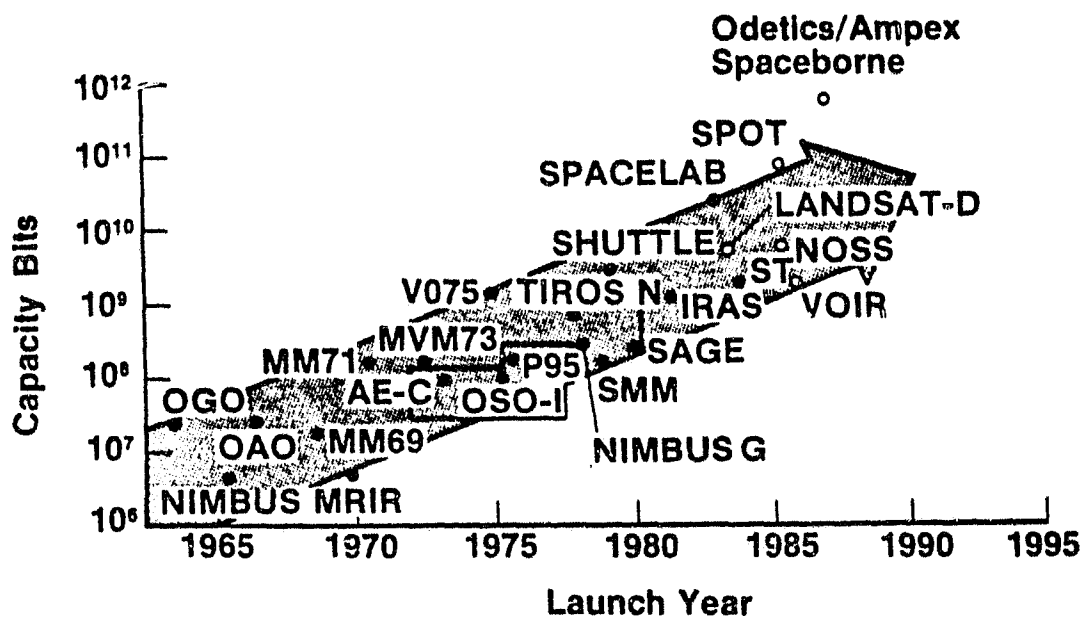 Odetics/Ampex
Spaceborne
10¹²
SPOT
10¹¹
SPACELAB
LANDSAT-D
10¹⁰
SHUTTLE
NOSS
ST
V075
TIROS N
IRAS
VOIR
10⁹
MVM73
MM71
P95
SAGE
10⁸
AE-C
OSO-I
SMM
OGO
OAO
MM69
NIMBUS G
10⁷
NIMBUS MRIR
10⁶
Capacity Bits
1965 1970 1975 1980 1985 1990 1995
Launch Year